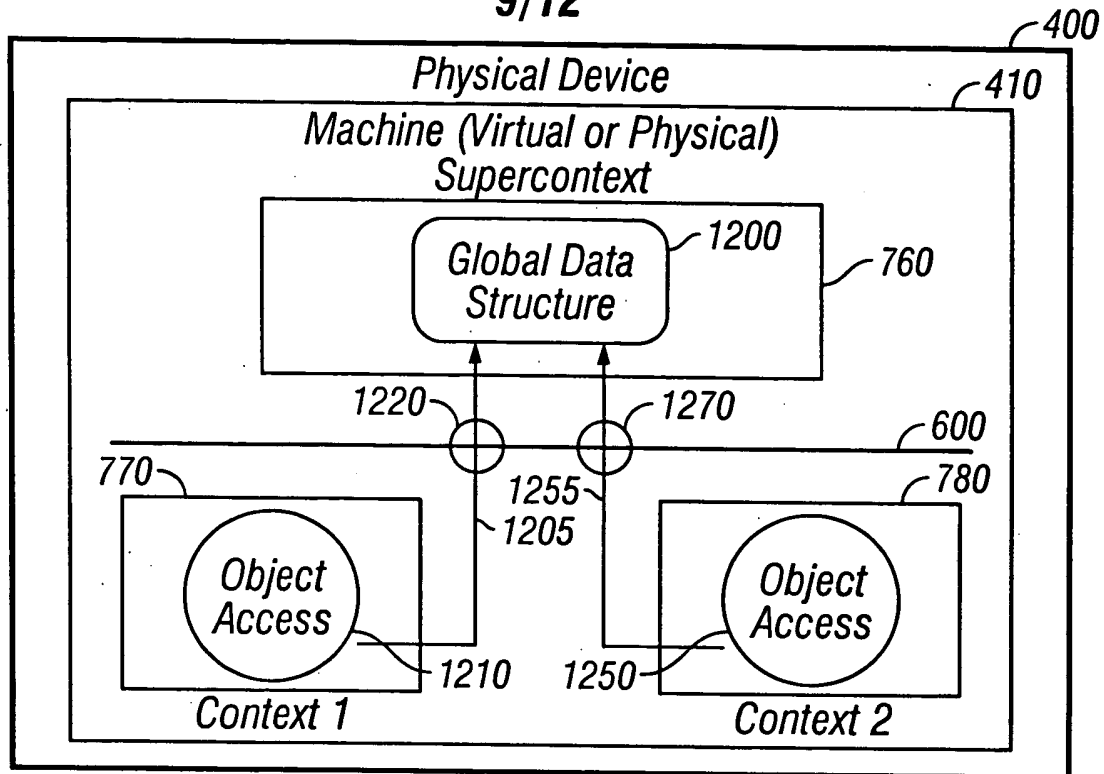 9/12
400
Physical Device
410
Machine (Virtual or Physical)
Supercontext
1200
Global Data
Structure
760
1220
1270
600
770
1255
780
1205
Object
Access
Object
Access
1210
1250
Context 1
Context 2